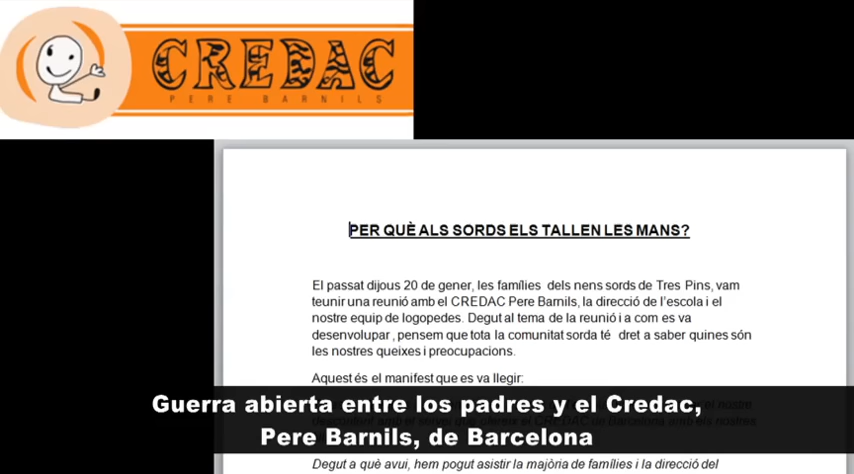 CREDAC
PERE BARNILS
PER QUÈ ALS SORDS ELS TALLEN LES MANS?
El passat dijous 20 de gener, les famílies dels nens sords de Tres Pins, vam
teunir una reunió amb el CREDAC Pere Barnils, la direcció de l'escola i el
nostre equip de logopedes. Degut al tema de la reunió i a com es va
desenvolupar, pensem que tota la comunitat sorda té dret a saber quines són
les nostres queixes i preocupacions.
Aquest és el manifest que es va llegir:
el nostre
Guerra abierta entre los padres y el Credac,
Pere Barnils, de Barcelona
Degut a què avui, hem pogut asistir la majòria de famílies i la direcció del